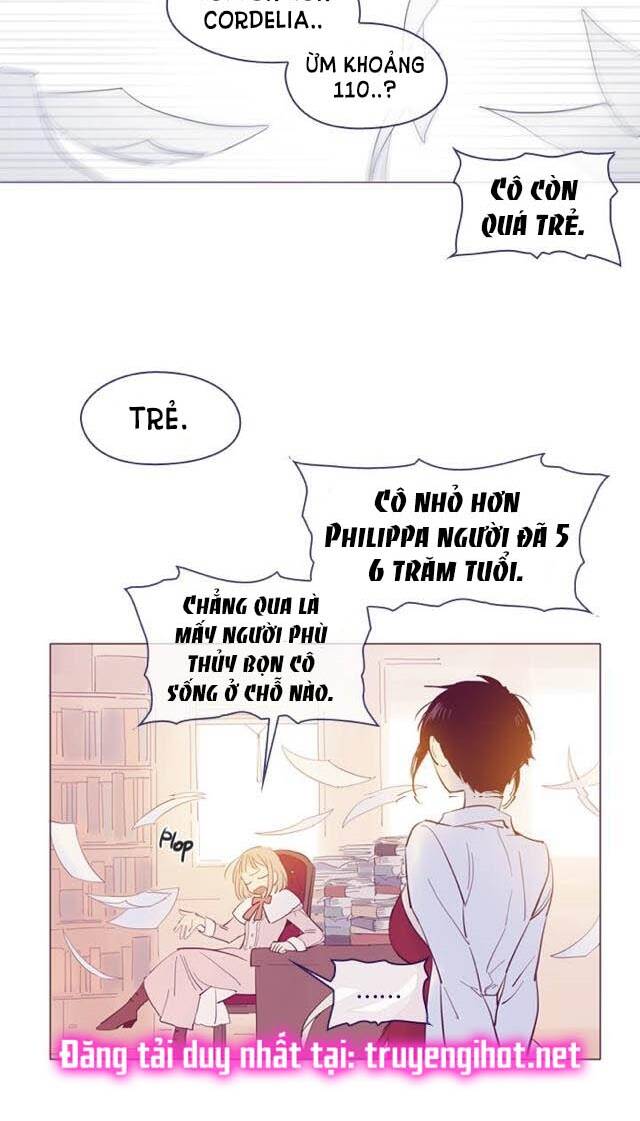 CORDELIA..
ỪM KHOẢNG
110..?
CÔ CÒN
QUÁ TRẺ.
TRẺ.
CÔ NHỎ HƠN
PHILIPPA NGƯỜI ĐÃ 5
6 TRĂM TUỔI.
CHẲNG QUA LÀ
MẤY NGƯỜI PHÙ
THỦY BỌN CÔ
SỐNG Ở CHỖ NÀO.
Plop
......
Đăng tải duy nhất tại: truyengihot.net